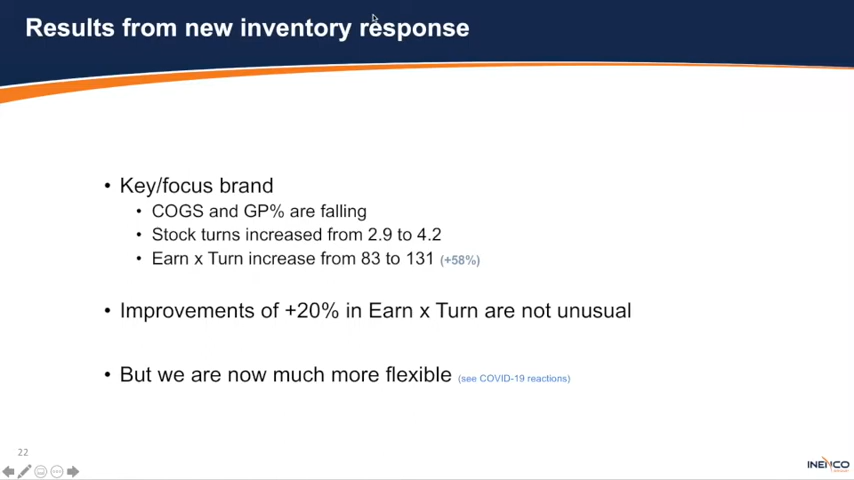 Results from new inventory response
• Key/focus brand
• COGS and GP% are falling
• Stock turns increased from 2.9 to 4.2
• Earn x Turn increase from 83 to 131 (+58%)
• Improvements of +20% in Earn x Turn are not unusual
• But we are now much more flexible (see COVID-19 reactions)
22
INENCO